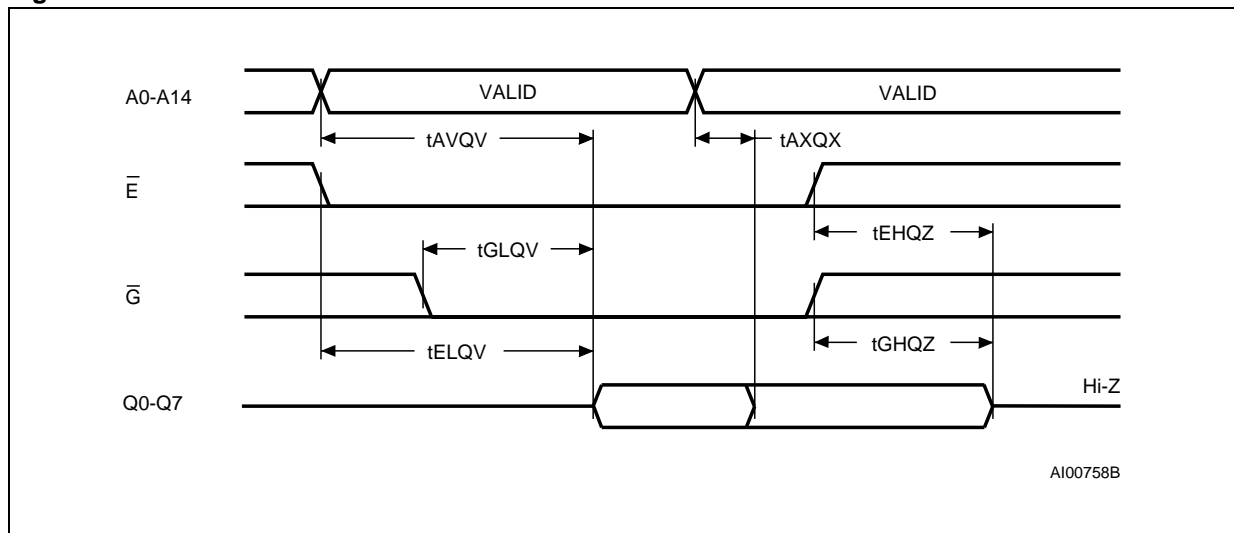 A0-A14
VALID
VALID
tAVQV
tAXQX
E̅
tEHQZ
tGLQV
G̅
tGHQZ
tELQV
Hi-Z
Q0-Q7
AI00758B